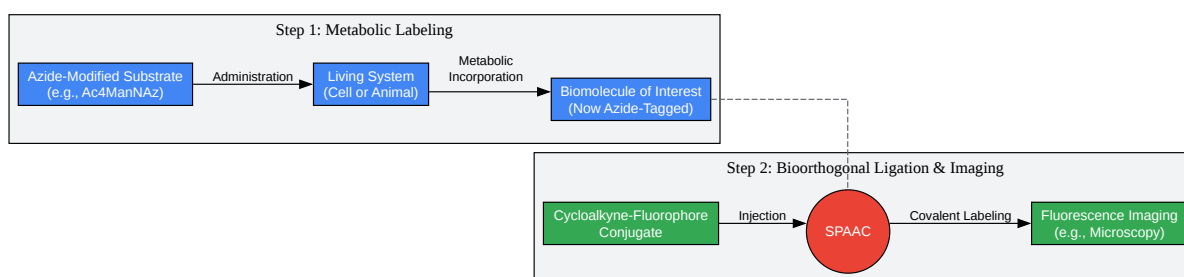 Step 1: Metabolic Labeling
Azide-Modified Substrate
(e.g., Ac4ManNAz)
Administration
Living System
(Cell or Animal)
Metabolic
Incorporation
Biomolecule of Interest
(Now Azide-Tagged)
Step 2: Bioorthogonal Ligation & Imaging
Cycloalkyne-Fluorophore
Conjugate
Injection
SPAAC
Covalent Labeling
Fluorescence Imaging
(e.g., Microscopy)